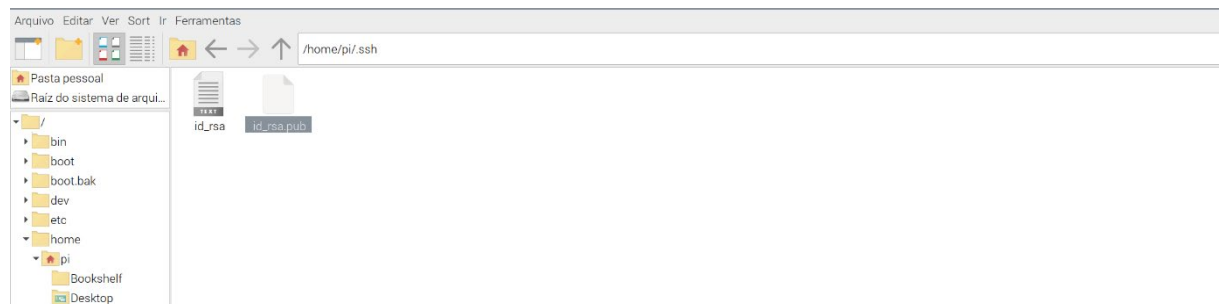 Arquivo Editar Ver Sort Ir Ferramentas
/home/pi/.ssh
Pasta pessoal
Raíz do sistema de arqui...
/
bin
boot
boot.bak
dev
etc
home
pi
Bookshelf
Desktop
TEXT
id_rsa
id_rsa.pub